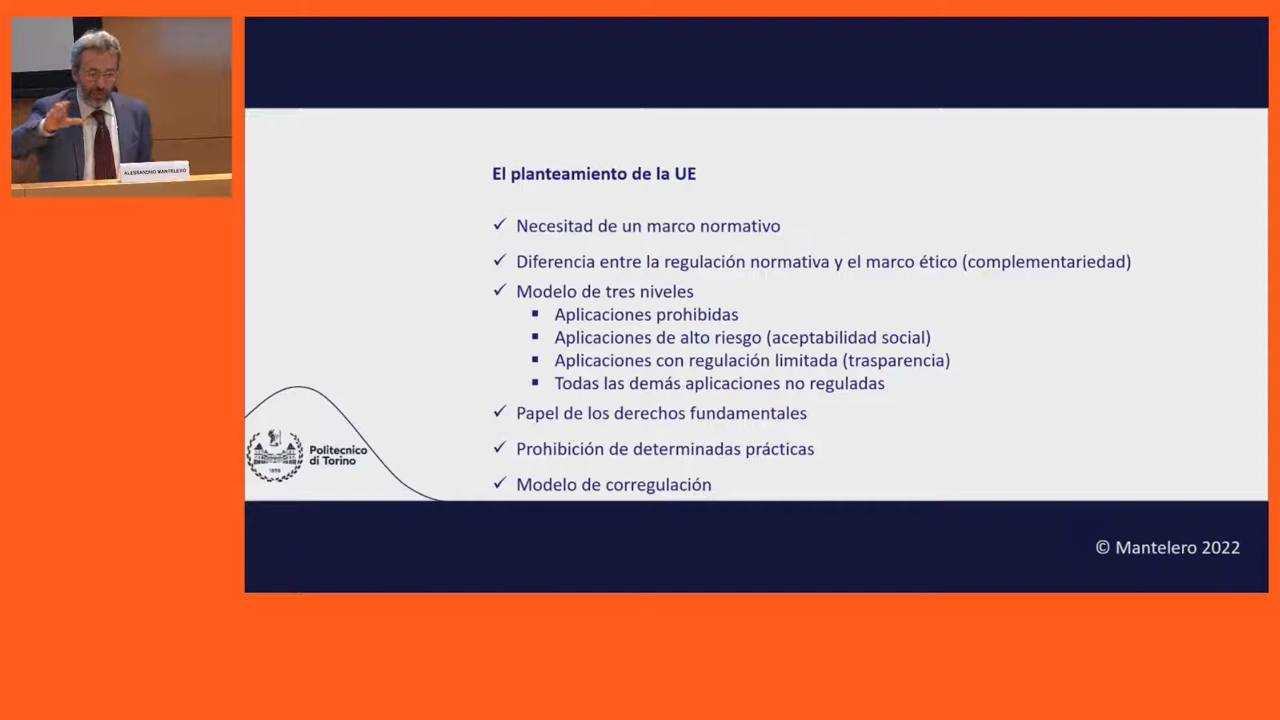 ALESSANDRO MANTELERO
El planteamiento de la UE
✓ Necesitad de un marco normativo
✓ Diferencia entre la regulación normativa y el marco ético (complementariedad)
✓ Modelo de tres niveles
▪ Aplicaciones prohibidas
▪ Aplicaciones de alto riesgo (aceptabilidad social)
▪ Aplicaciones con regulación limitada (trasparencia)
▪ Todas las demás aplicaciones no reguladas
✓ Papel de los derechos fundamentales
✓ Prohibición de determinadas prácticas
✓ Modelo de corregulación
1859
Politecnico
di Torino
© Mantelero 2022